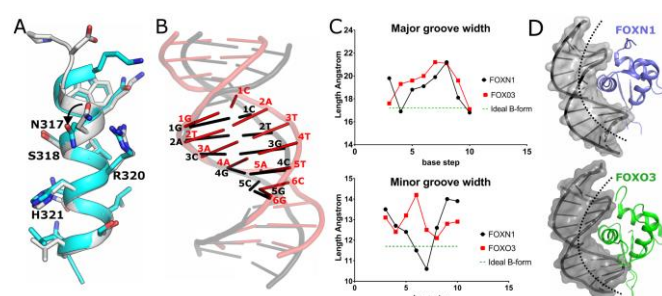 A
N317
S318
R320
H321
B
1C
1C
2A
1G
1G
2T
3T
2T
2A
3G
4T
3A
3C
4A
5A
4C
5T
4G
5C
6C
5G
6G
C
Major groove width
Length Angstrom
24
22
20
18
16
0
5
10
15
base step
FOXN1
FOXO3
Ideal B-form
Minor groove width
Length Angstrom
15
14
13
12
11
10
0
5
10
15
FOXN1
FOXO3
Ideal B-form
D
FOXN1
FOXO3